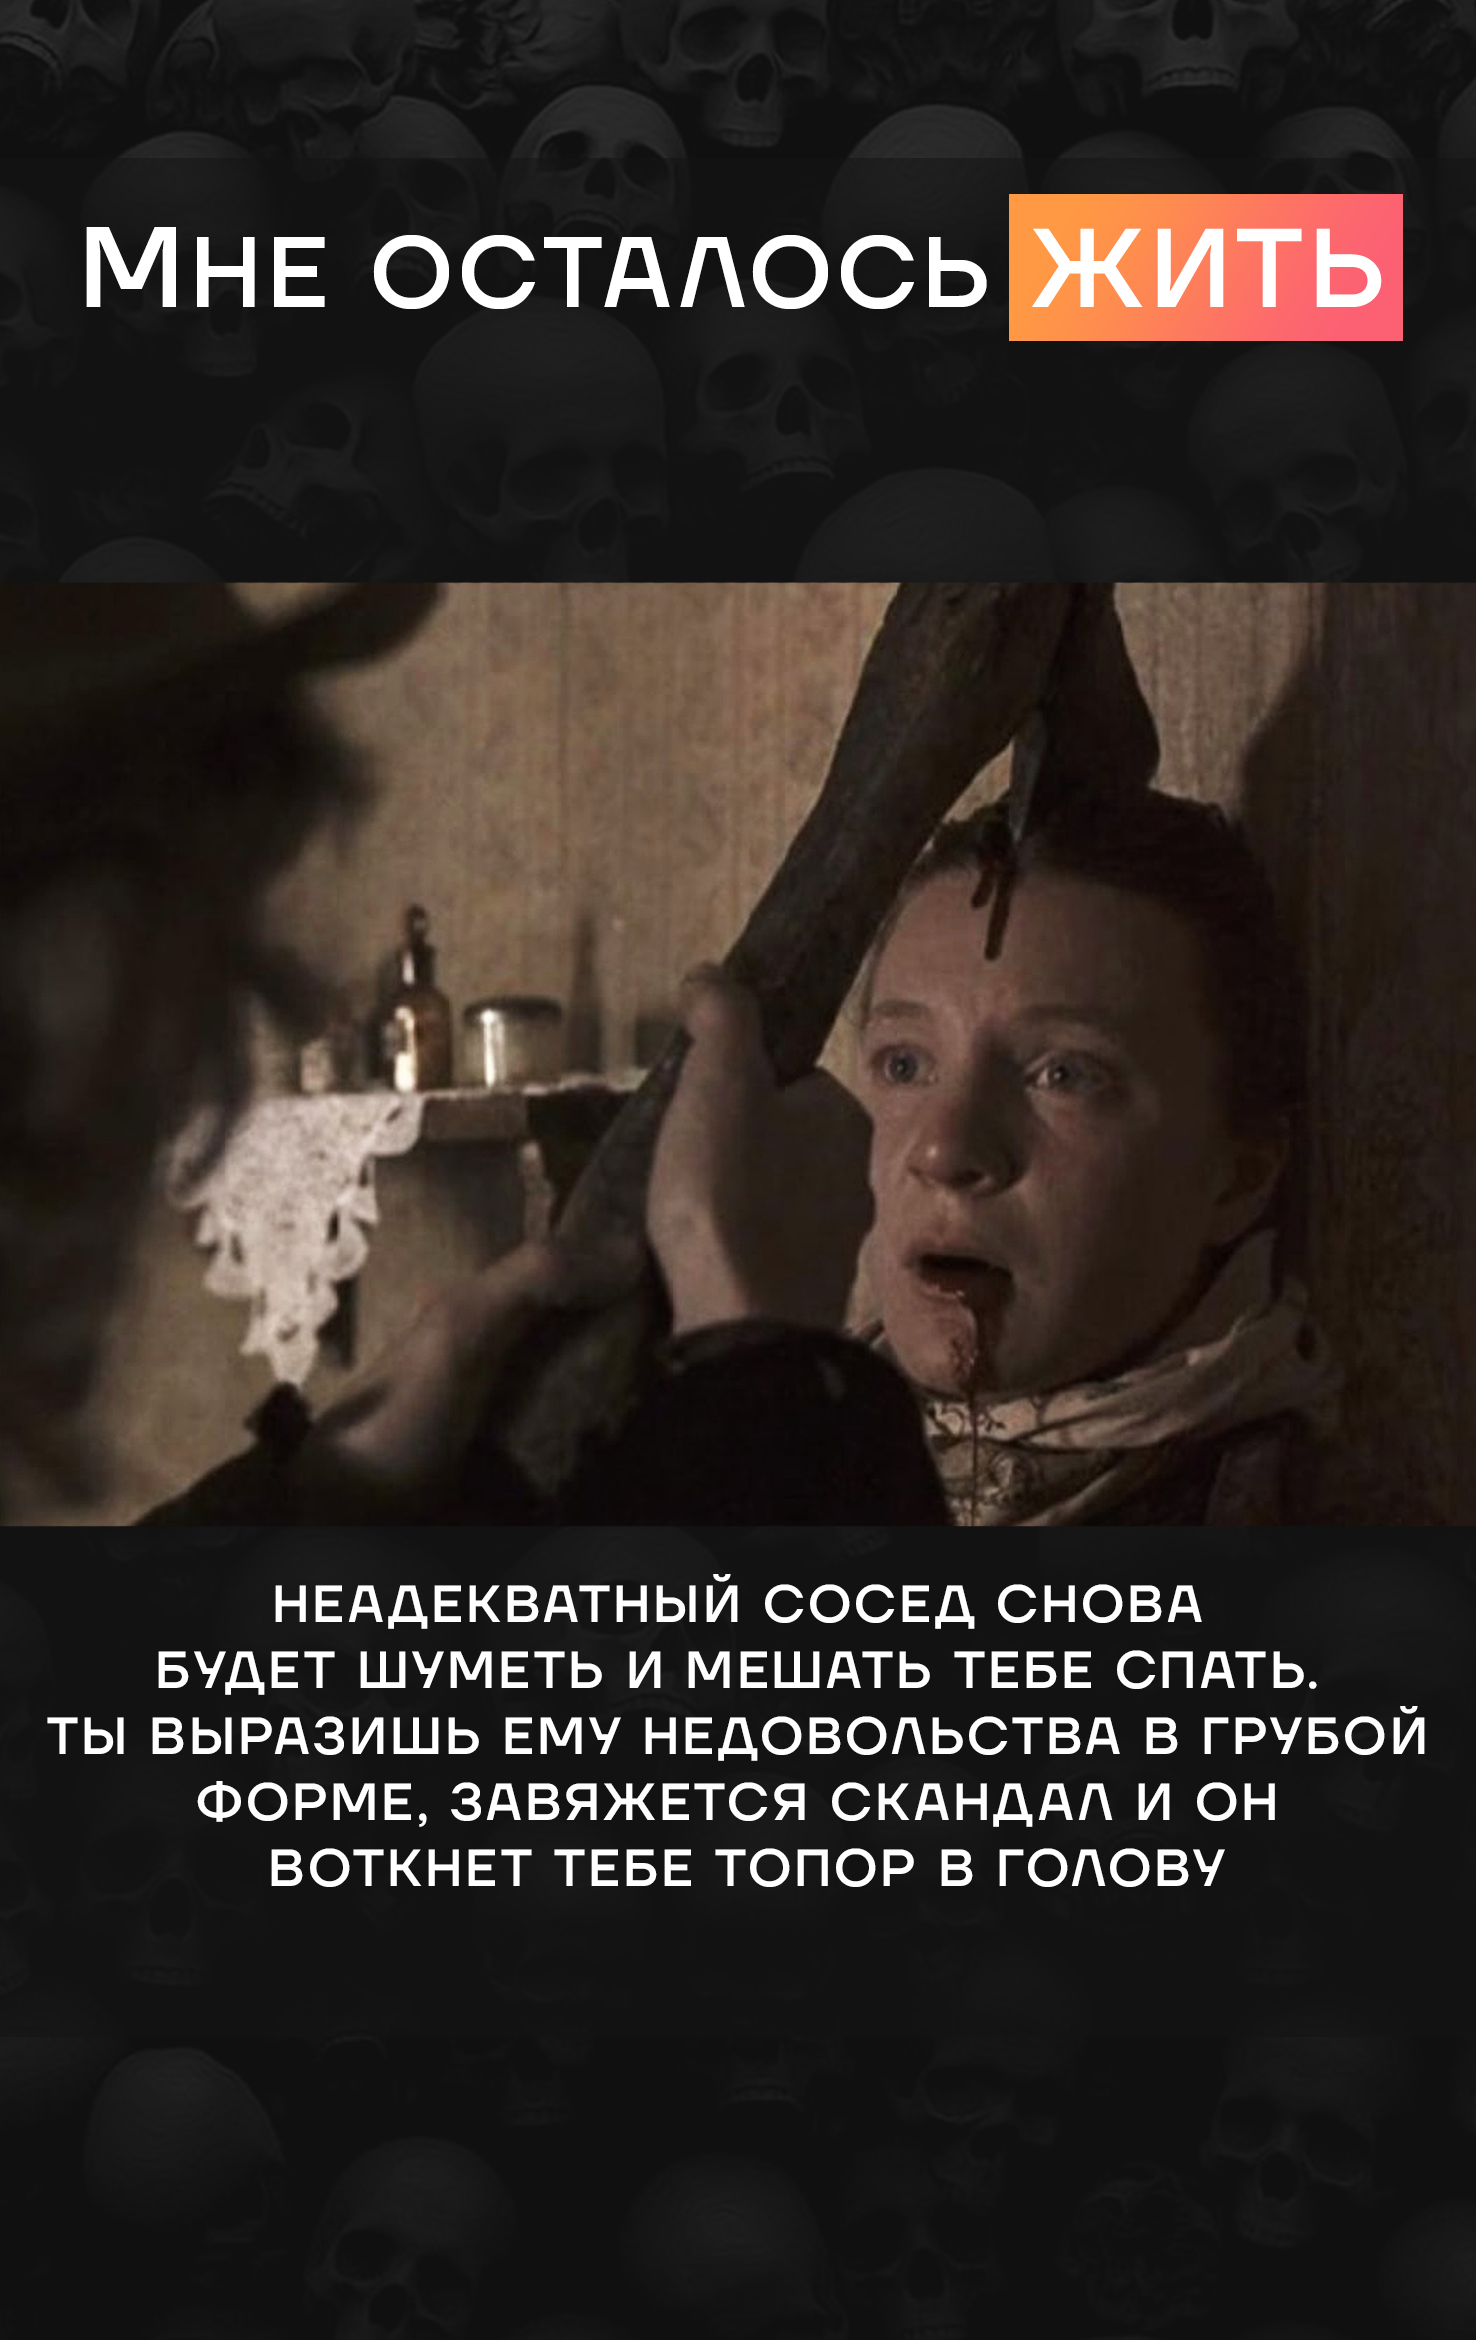 Мне осталось жить
НЕАДЕКВАТНЫЙ СОСЕД СНОВА
БУДЕТ ШУМЕТЬ И МЕШАТЬ ТЕБЕ СПАТЬ.
ТЫ ВЫРАЗИШЬ ЕМУ НЕДОВОЛЬСТВА В ГРУБОЙ
ФОРМЕ, ЗАВЯЖЕТСЯ СКАНДАЛ И ОН
ВОТКНЕТ ТЕБЕ ТОПОР В ГОЛОВУ